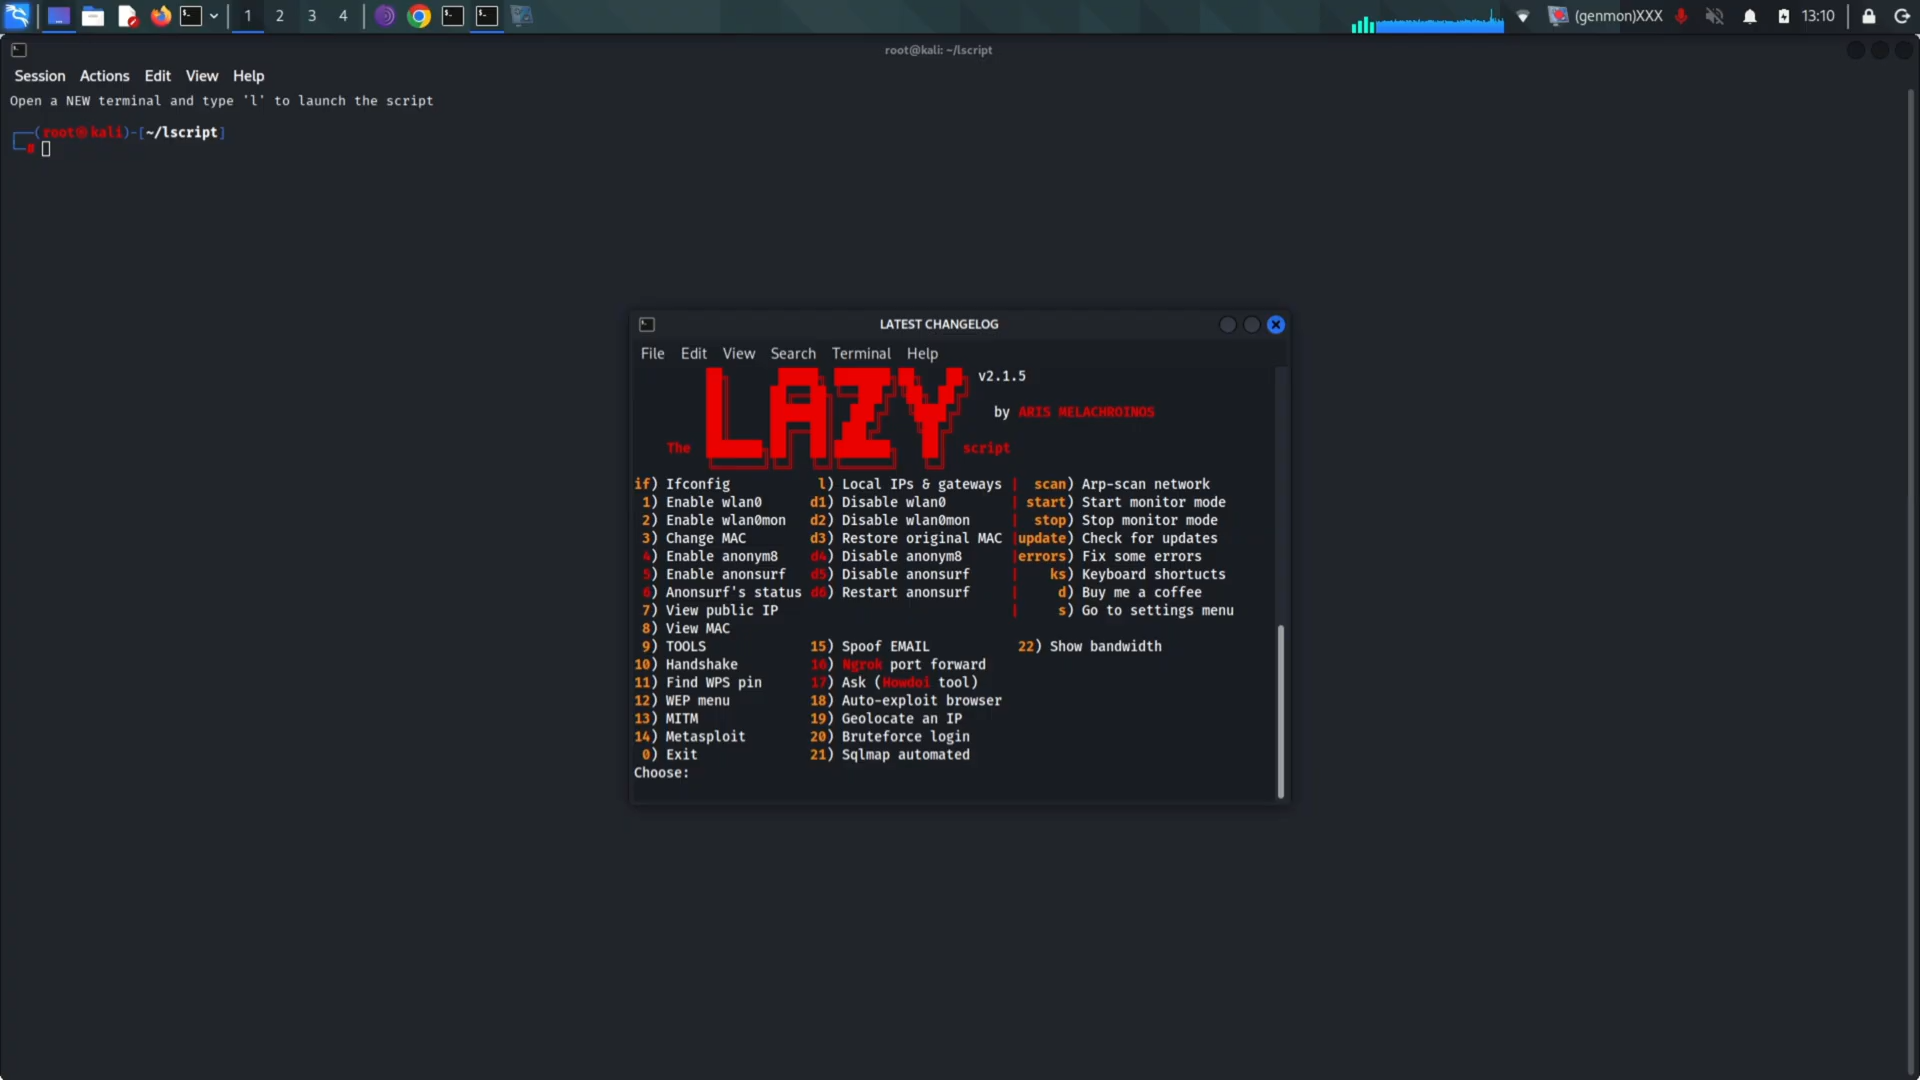 1 2 3 4 (genmon)XXX 13:10
root@kali: ~/lscript
Session Actions Edit View Help
Open a NEW terminal and type 'l' to launch the script
(root㉿kali)-[~/lscript]
#
LATEST CHANGELOG
File Edit View Search Terminal Help
LAZY v2.1.5
by ARIS MELACHROINOS
The script
if) Ifconfig l) Local IPs & gateways | scan) Arp-scan network
1) Enable wlan0 d1) Disable wlan0 | start) Start monitor mode
2) Enable wlan0mon d2) Disable wlan0mon | stop) Stop monitor mode
3) Change MAC d3) Restore original MAC |update) Check for updates
4) Enable anonym8 d4) Disable anonym8 |errors) Fix some errors
5) Enable anonsurf d5) Disable anonsurf | ks) Keyboard shortucts
6) Anonsurf's status d6) Restart anonsurf | d) Buy me a coffee
7) View public IP | s) Go to settings menu
8) View MAC
9) TOOLS 15) Spoof EMAIL 22) Show bandwidth
10) Handshake 16) Ngrok port forward
11) Find WPS pin 17) Ask (Howdoi tool)
12) WEP menu 18) Auto-exploit browser
13) MITM 19) Geolocate an IP
14) Metasploit 20) Bruteforce login
0) Exit 21) Sqlmap automated
Choose: